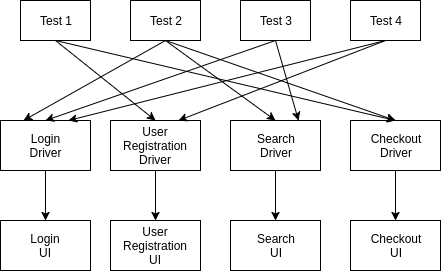 Test 1
Test 2
Test 3
Test 4
Login
Driver
User
Registration
Driver
Search
Driver
Checkout
Driver
Login
UI
User
Registration
UI
Search
UI
Checkout
UI